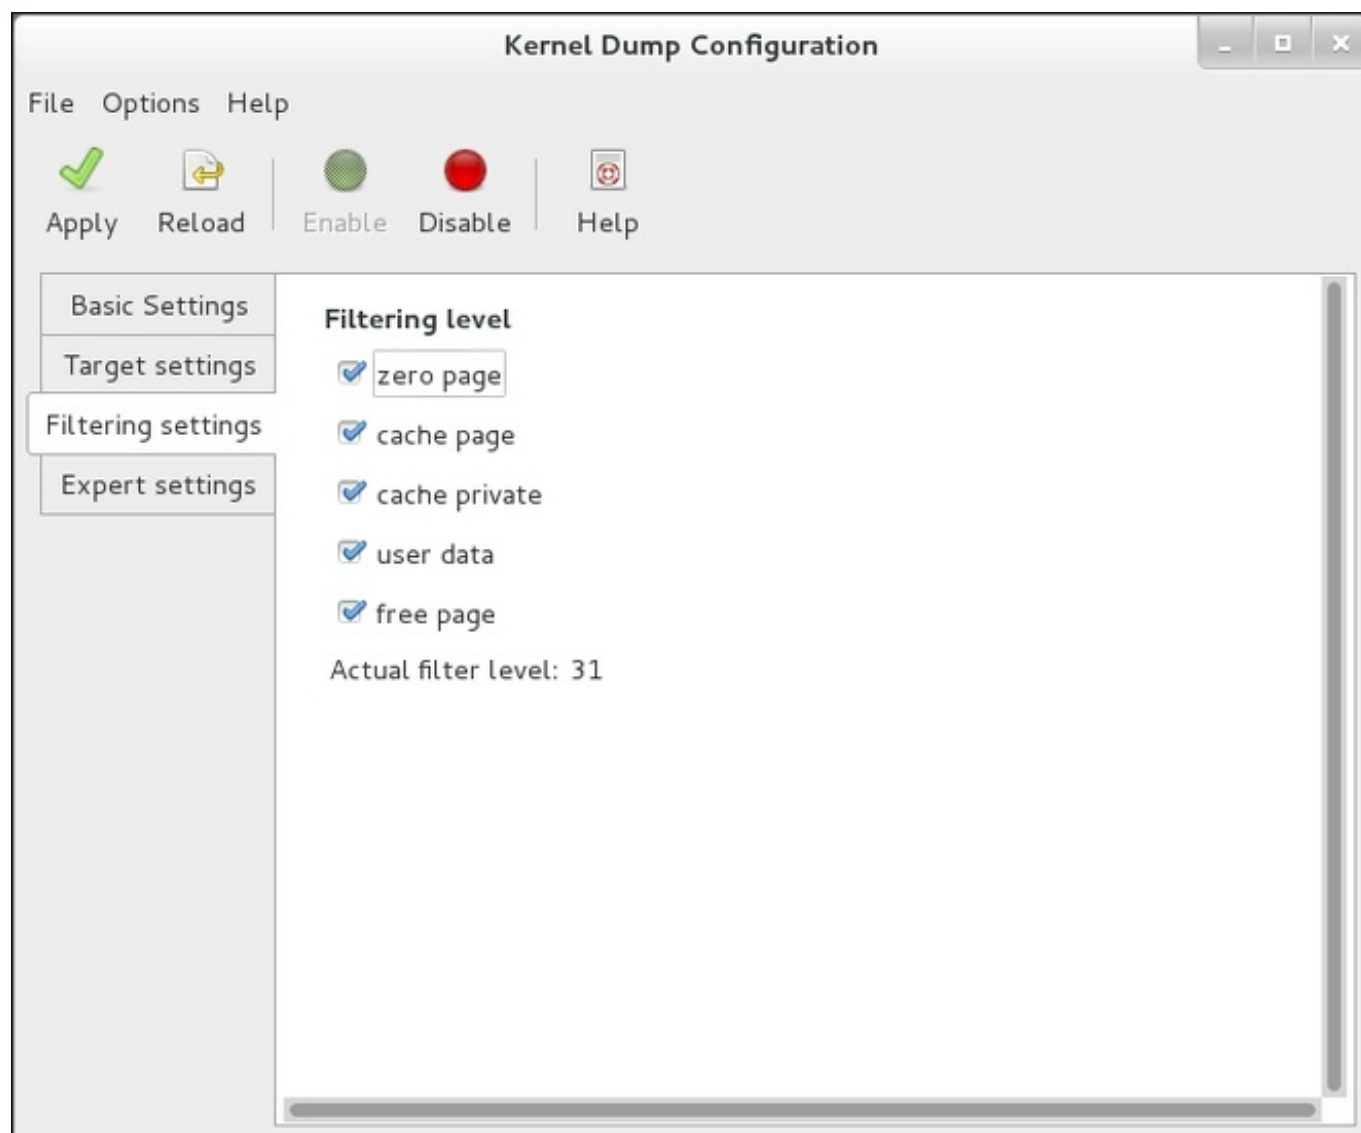 Kernel Dump Configuration
File Options Help
Apply Reload Enable Disable Help
Basic Settings
Target settings
Filtering settings
Expert settings
Filtering level
zero page
cache page
cache private
user data
free page
Actual filter level: 31